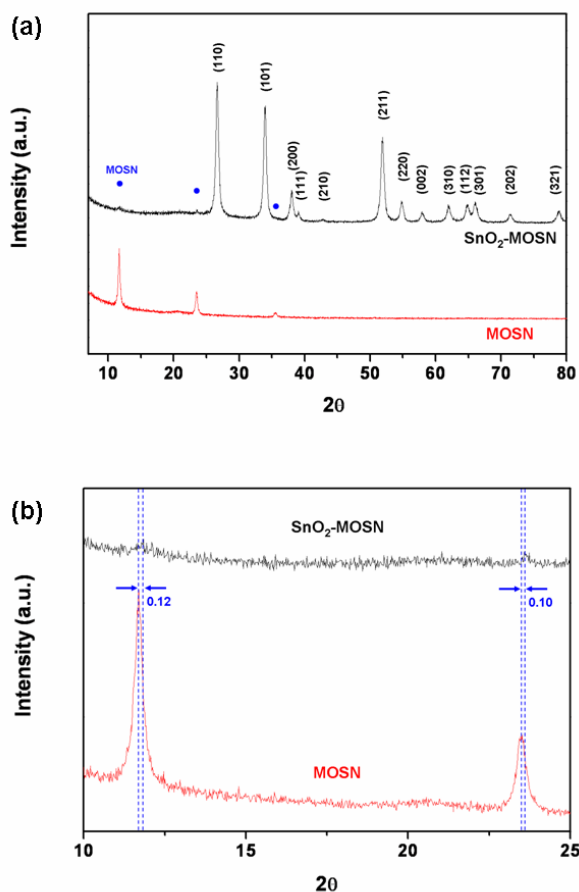 (a)
Intensity (a.u.)
MOSN
(110)
(101)
(200)
(111)
(210)
(211)
(220)
(002)
(310)
(112)
(301)
(202)
(321)
SnO₂-MOSN
MOSN
10 20 30 40 50 60 70 80
2θ
(b)
Intensity (a.u.)
SnO₂-MOSN
0.12
0.10
MOSN
10 15 20 25
2θ